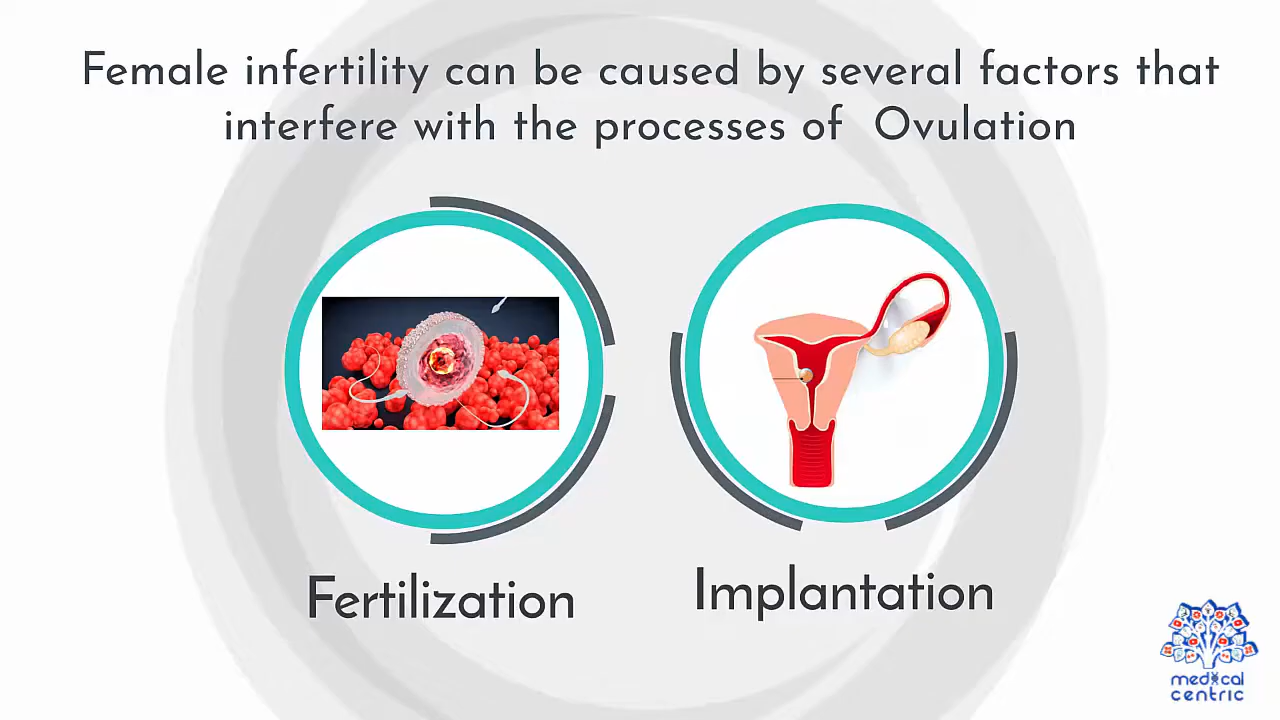 Female infertility can be caused by several factors that
interfere with the processes of Ovulation
Fertilization
Implantation
medical
centric